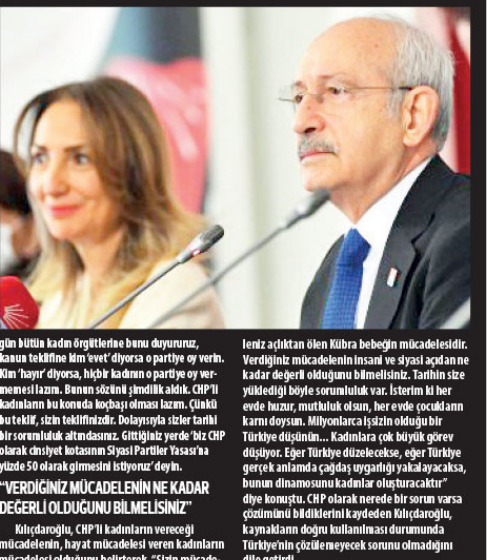 gün bütün kadın örgütlerine bunu duyururuz,
kanun teklifine kim ‘evet’ diyorsa o partiye oy verin.
Kim ‘hayır’ diyorsa, hiçbir kadının o partiye oy ver-
memesi lazım. Bunun sözünü şimdilik aldık. CHP’li
kadınların bu konuda koçbaşı olması lazım. Çünkü
bu teklif, sizin teklifinizdir. Dolayısıyla sizler tarihi
bir sorumluluk altındasınız. Gittiğiniz yerde ‘biz CHP
olarak cinsiyet kotasının Siyasi Partiler Yasası’na
yüzde 50 olarak girmesini istiyoruz’ deyin.
“VERDİĞİNİZ MÜCADELENİN NE KADAR
DEĞERLİ OLDUĞUNU BİLMELİSİNİZ”
Kılıçdaroğlu, CHP’li kadınların vereceği
mücadelenin, hayat mücadelesi veren kadınların
mücadelesi olduğunu belirterek, “Sizin mücade-
leniz açlıktan ölen Kübra bebeğin mücadelesidir.
Verdiğiniz mücadelenin insani ve siyasi açıdan ne
kadar değerli olduğunu bilmelisiniz. Tarihin size
yüklediği böyle sorumluluk var. İsterim ki her
evde huzur, mutluluk olsun, her evde çocukların
karnı doysun. Milyonlarca işsizin olduğu bir
Türkiye düşünün... Kadınlara çok büyük görev
düşüyor. Eğer Türkiye düzelecekse, eğer Türkiye
gerçek anlamda çağdaş uygarlığı yakalayacaksa,
bunun dinamosunu kadınlar oluşturacaktır”
diye konuştu. CHP olarak nerede bir sorun varsa
çözümünü bildiklerini kaydeden Kılıçdaroğlu,
kaynakların doğru kullanılması durumunda
Türkiye’nin çözülemeyecek sorunu olmadığını
dile getirdi.